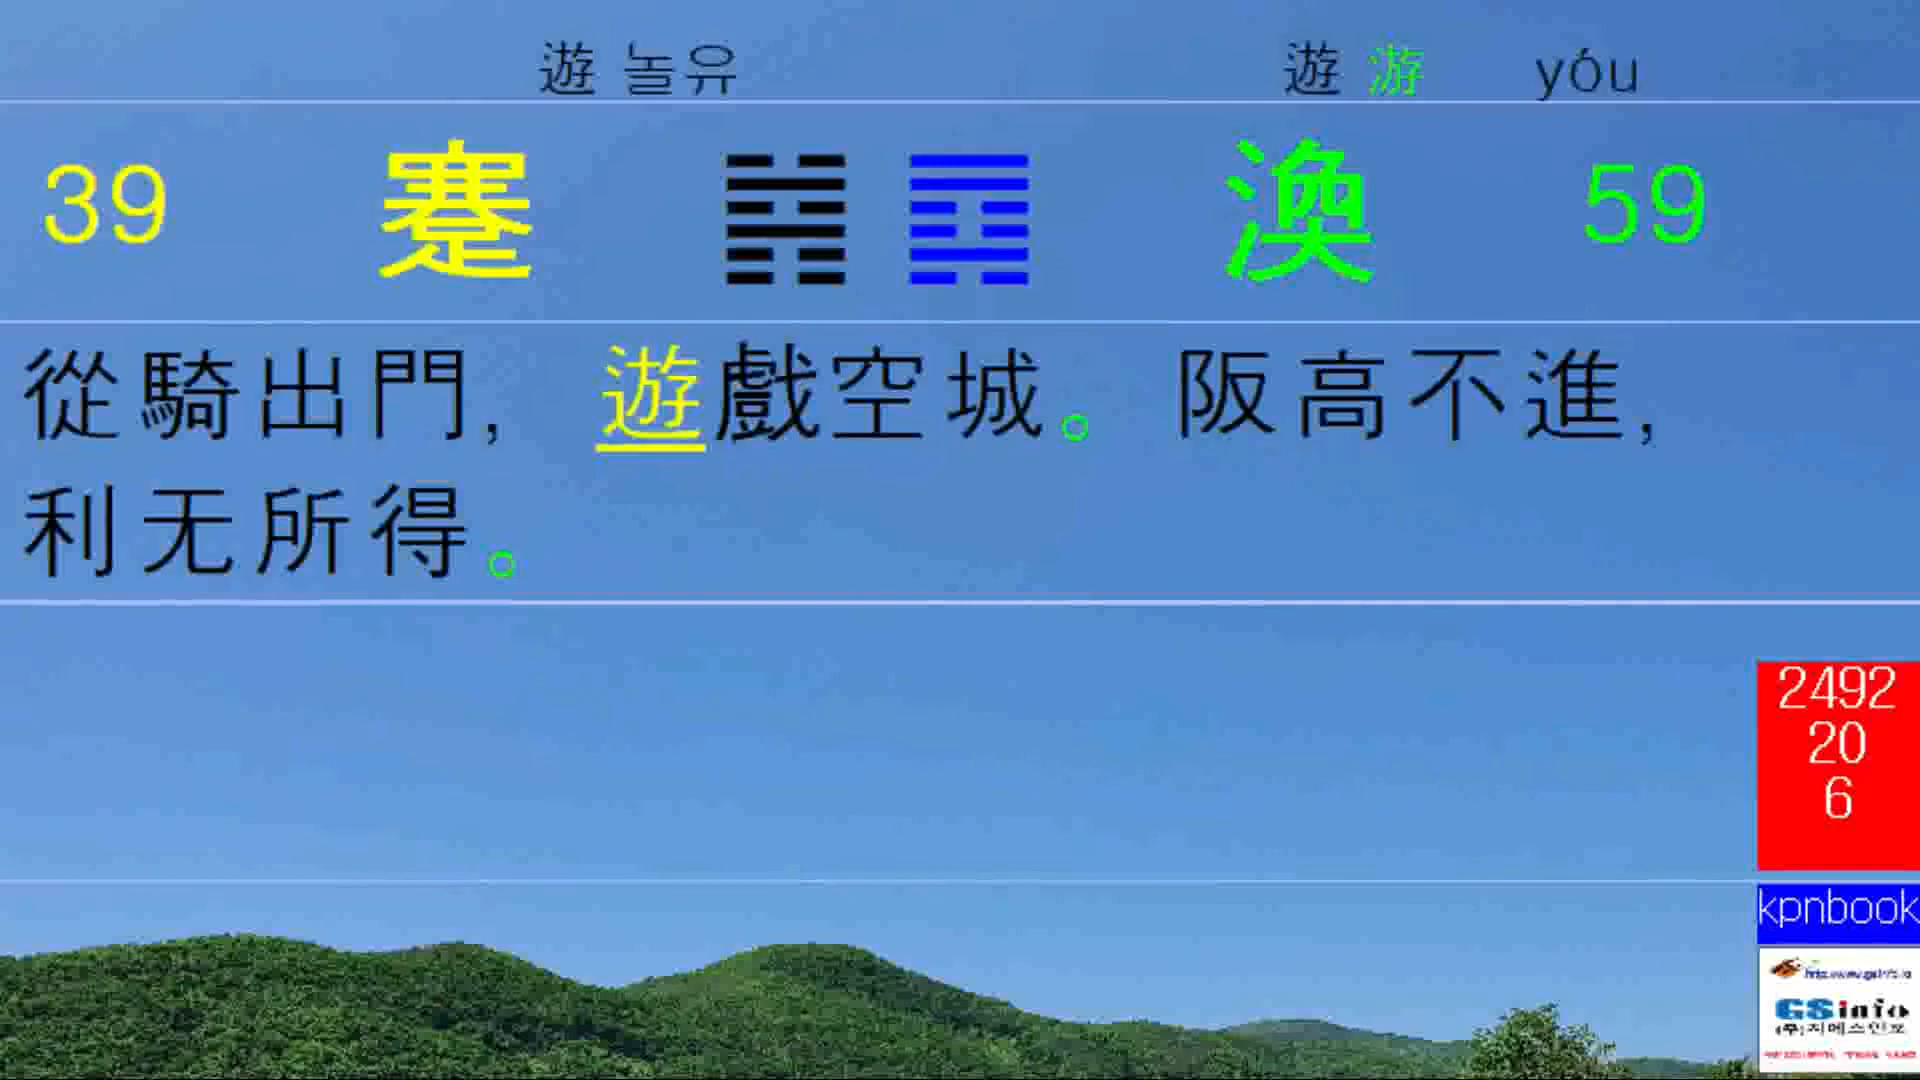 遊 놀유 遊 游 yóu
39 蹇 渙 59
從騎出門, 遊戲空城。 阪高不進,
利无所得。
2492
20
6
kpnbook
GSinfo
(주)지에스인포